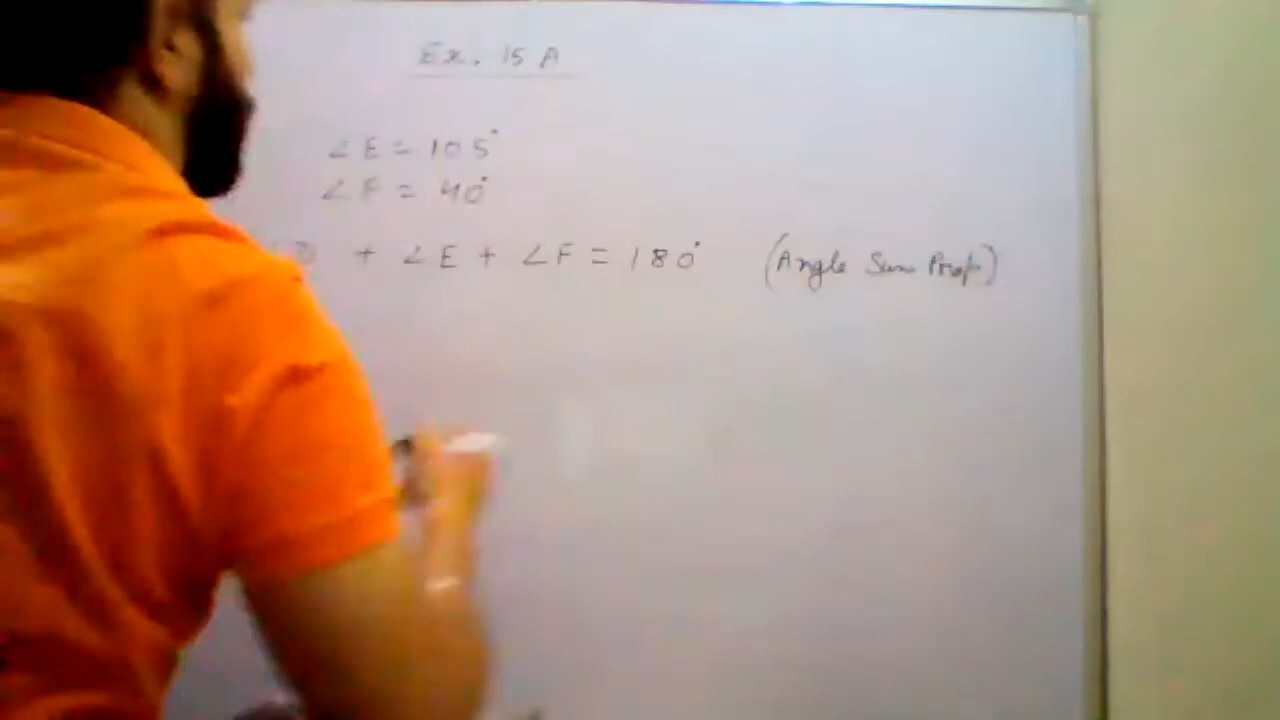 Ex. 15 A
∠E = 105°
∠F = 40°
D + ∠E + ∠F = 180° (Angle Sum Prop)